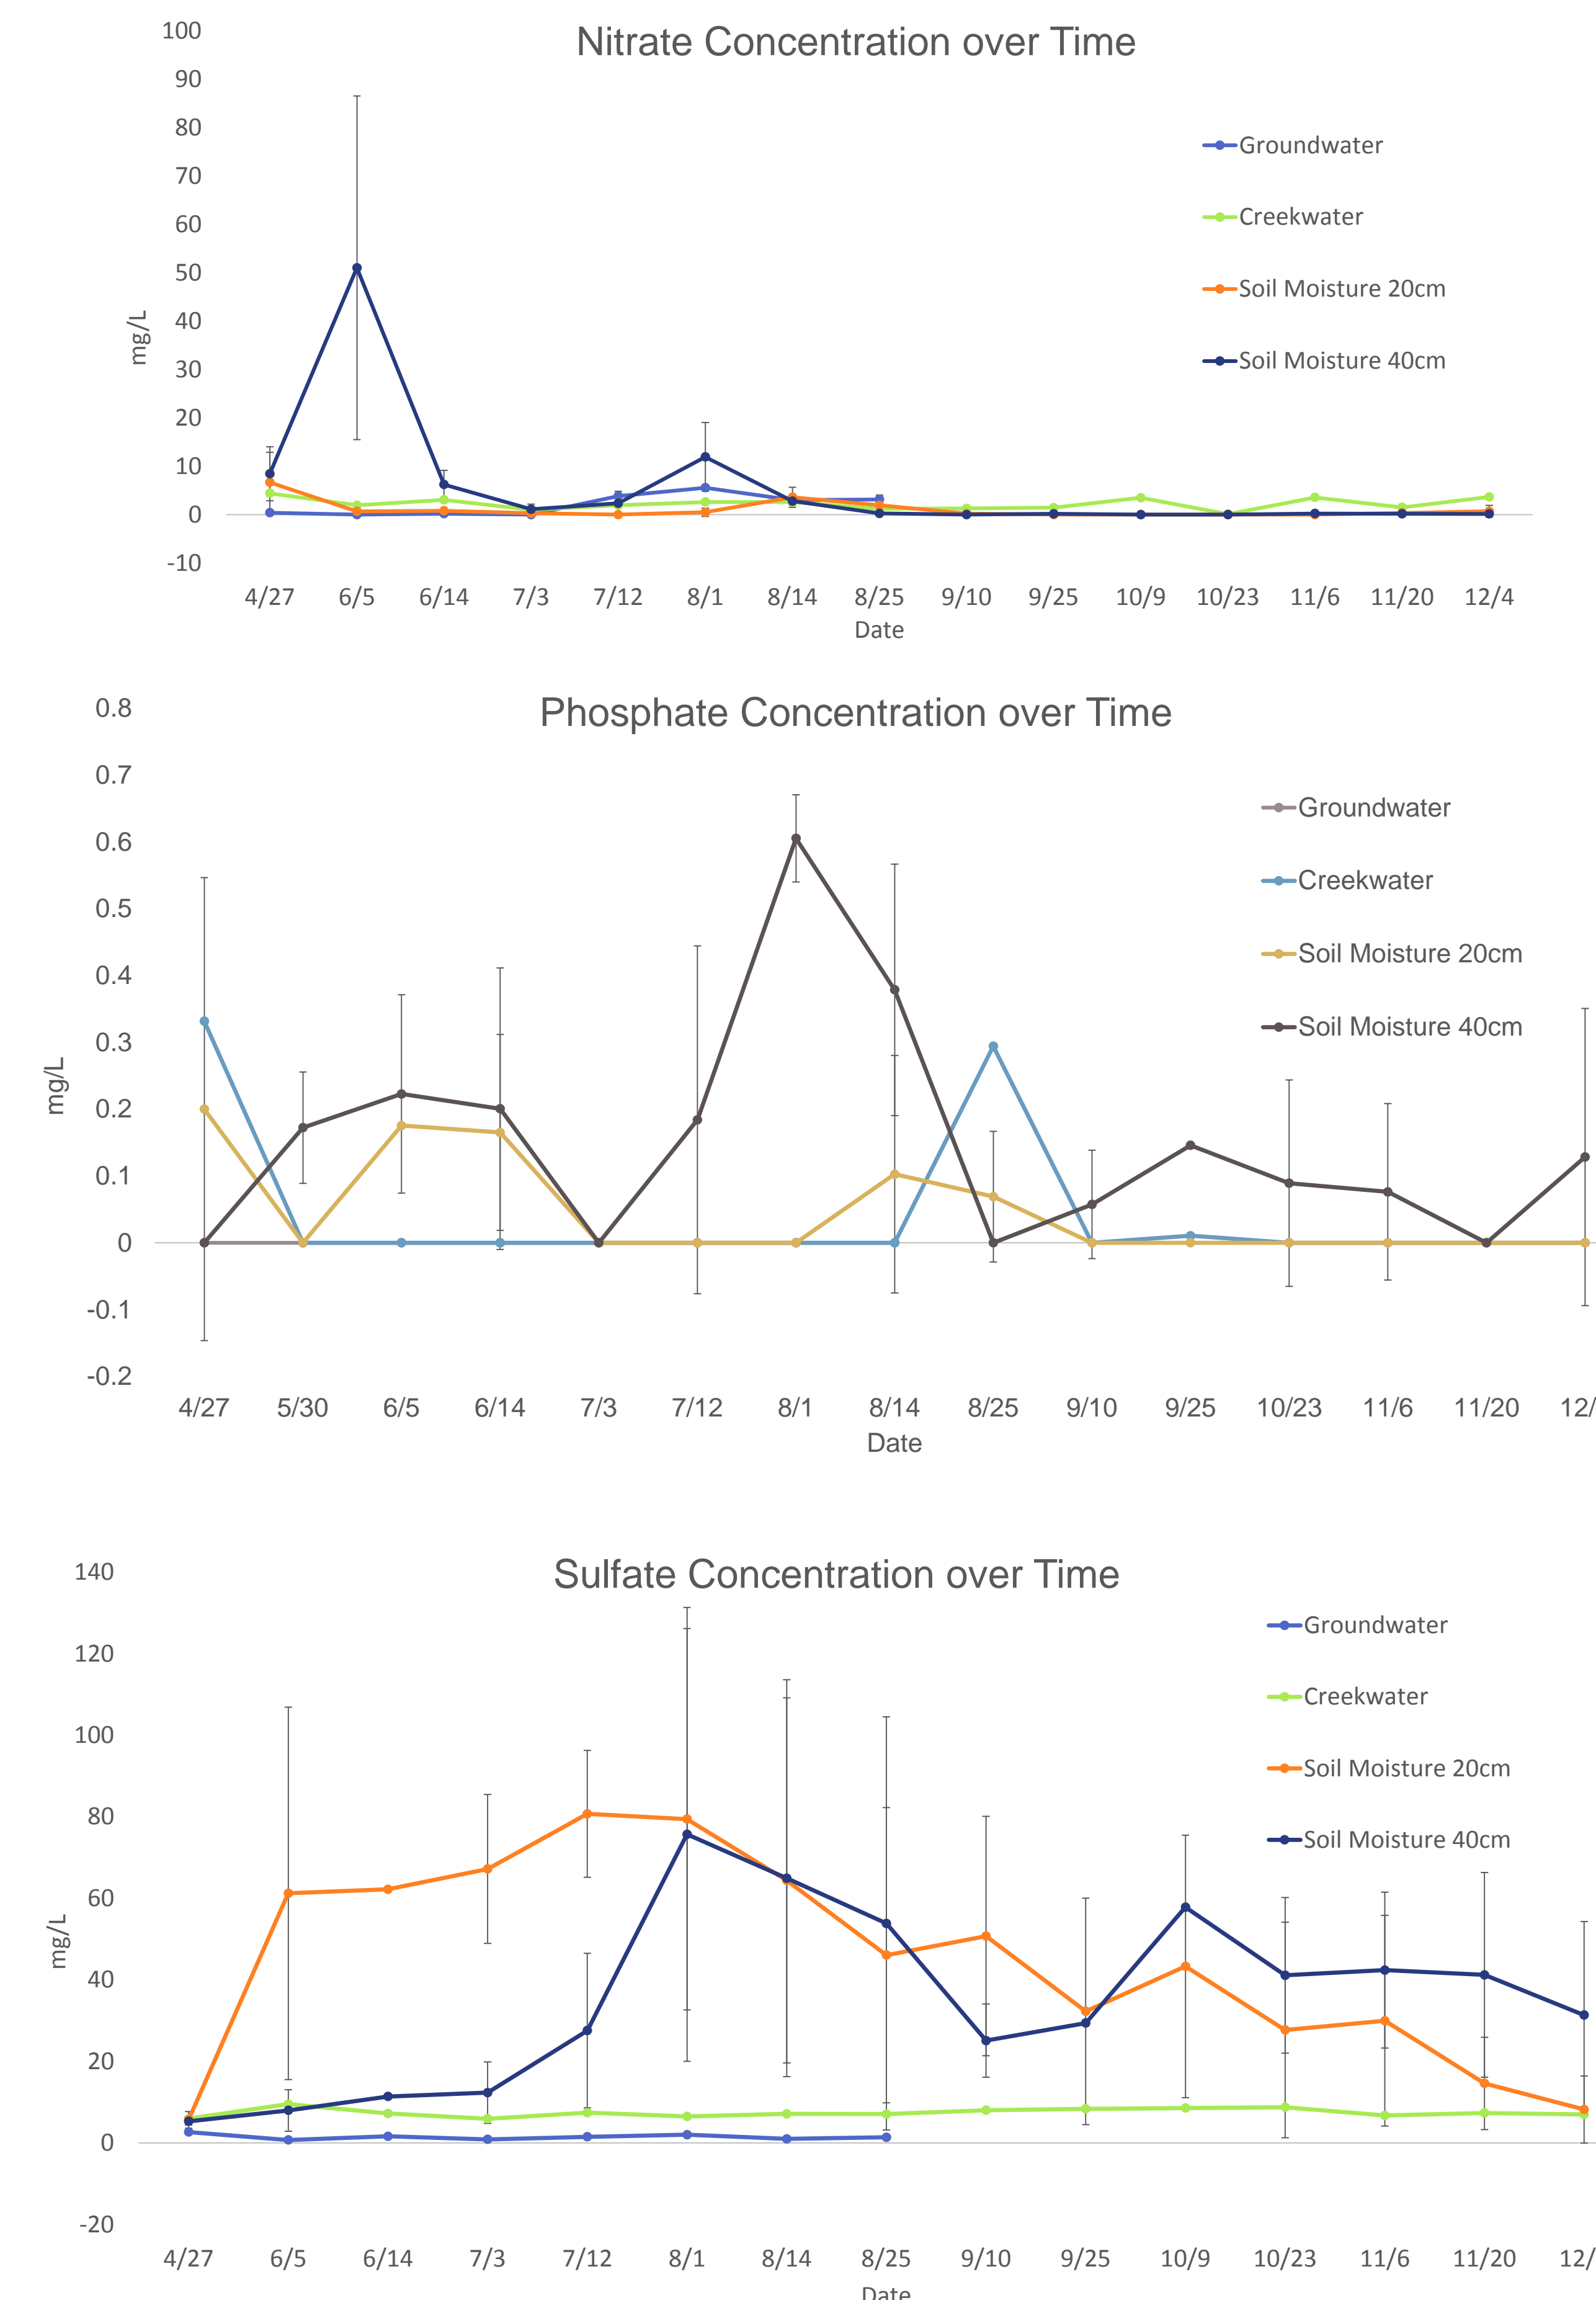 Nitrate Concentration over Time
100
90
80
70
60
50
40
30
20
10
0
-10
mg/L
Groundwater
Creekwater
Soil Moisture 20cm
Soil Moisture 40cm
4/27 6/5 6/14 7/3 7/12 8/1 8/14 8/25 9/10 9/25 10/9 10/23 11/6 11/20 12/4
Date
Phosphate Concentration over Time
0.8
0.7
0.6
0.5
0.4
0.3
0.2
0.1
0
-0.1
-0.2
mg/L
Groundwater
Creekwater
Soil Moisture 20cm
Soil Moisture 40cm
4/27 5/30 6/5 6/14 7/3 7/12 8/1 8/14 8/25 9/10 9/25 10/23 11/6 11/20 12/
Date
Sulfate Concentration over Time
140
120
100
80
60
40
20
0
-20
mg/L
Groundwater
Creekwater
Soil Moisture 20cm
Soil Moisture 40cm
4/27 6/5 6/14 7/3 7/12 8/1 8/14 8/25 9/10 9/25 10/9 10/23 11/6 11/20 12/
Date